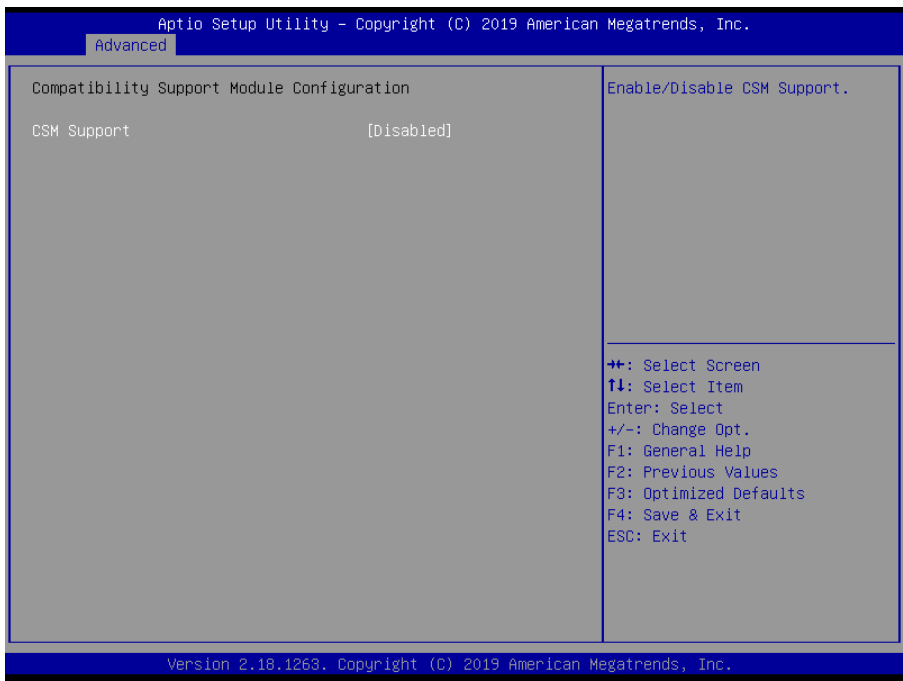 Aptio Setup Utility – Copyright (C) 2019 American Megatrends, Inc.
Advanced
Compatibility Support Module Configuration
CSM Support [Disabled]
Enable/Disable CSM Support.
→←: Select Screen
↑↓: Select Item
Enter: Select
+/-: Change Opt.
F1: General Help
F2: Previous Values
F3: Optimized Defaults
F4: Save & Exit
ESC: Exit
Version 2.18.1263. Copyright (C) 2019 American Megatrends, Inc.